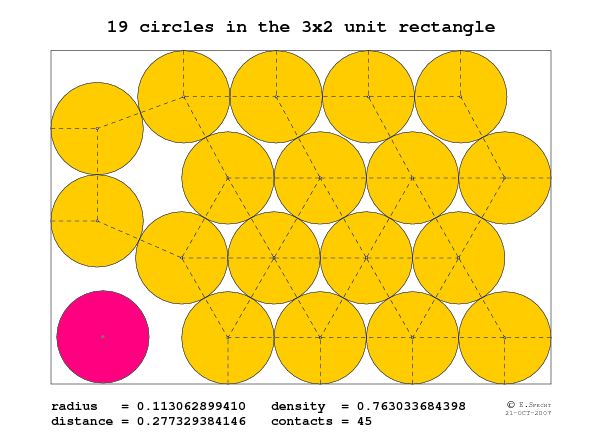 19 circles in the 3x2 unit rectangle
radius = 0.113062899410 density = 0.763033684398 © E.Specht
distance = 0.277329384146 contacts = 45 21-OCT-2007